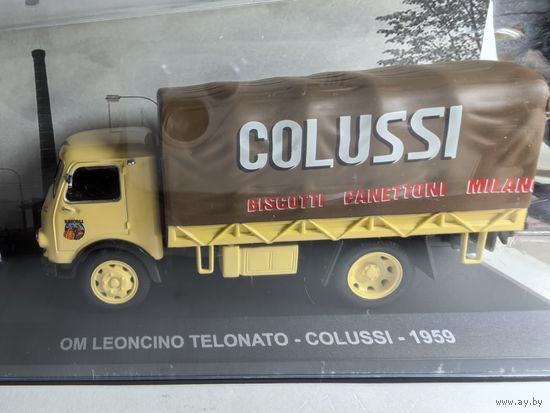 COLUSSI
BISCOTTI PANETTONI MILAN
OM LEONCINO TELONATO - COLUSSI - 1959
www.ay.by